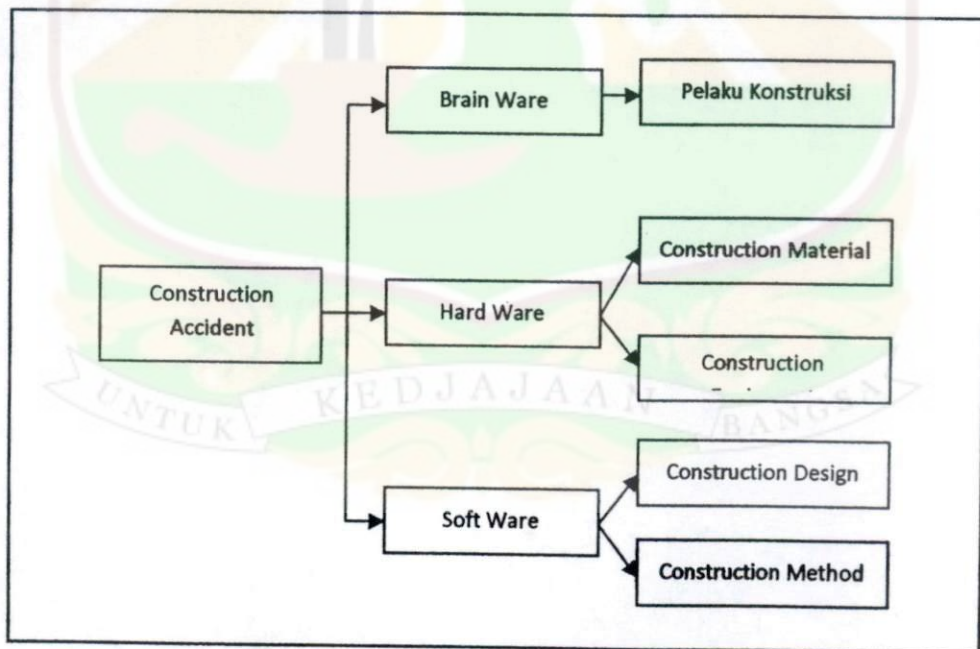 Brain Ware
Pelaku Konstruksi
Construction
Accident
Hard Ware
Construction Material
Construction
Soft Ware
Construction Design
Construction Method
UNTUK KEDJAJAAN BANGSA